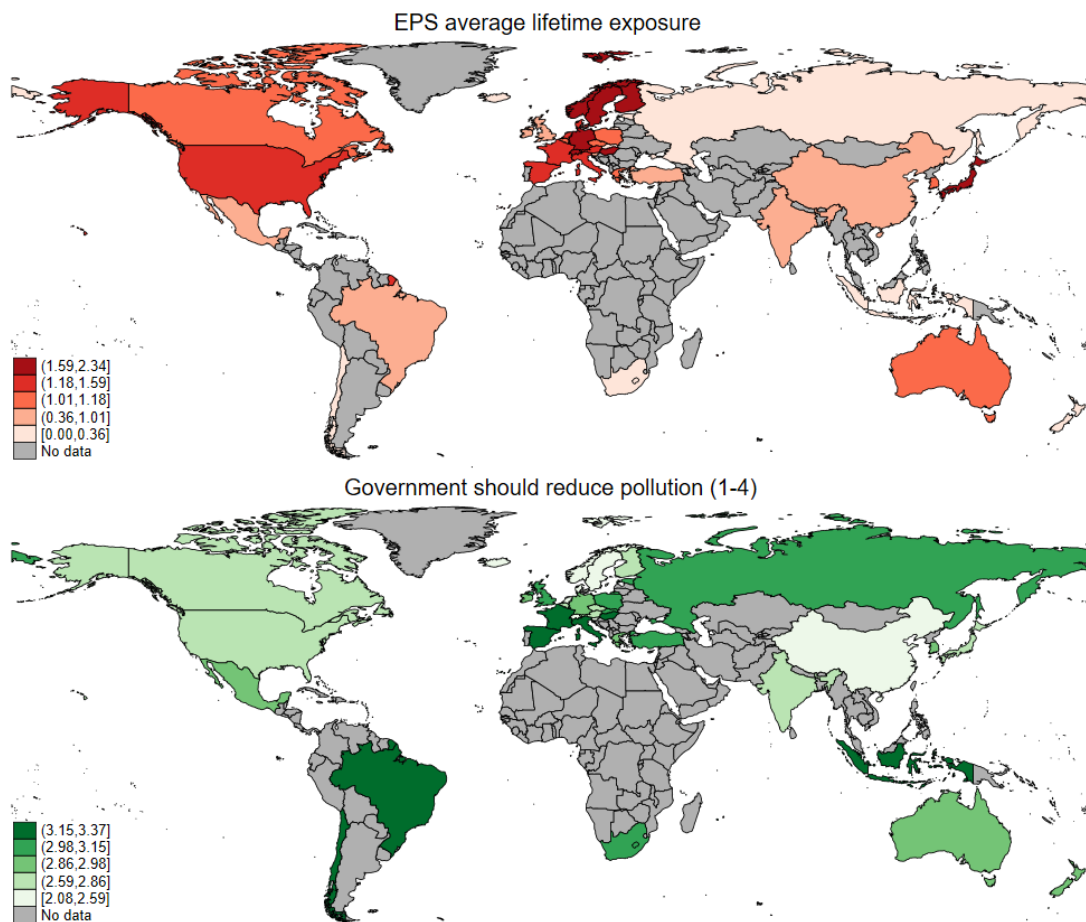 EPS average lifetime exposure
(1.59,2.34]
(1.18,1.59]
(1.01,1.18]
(0.36,1.01]
[0.00,0.36]
No data
Government should reduce pollution (1-4)
(3.15,3.37]
(2.98,3.15]
(2.86,2.98]
(2.59,2.86]
[2.08,2.59]
No data